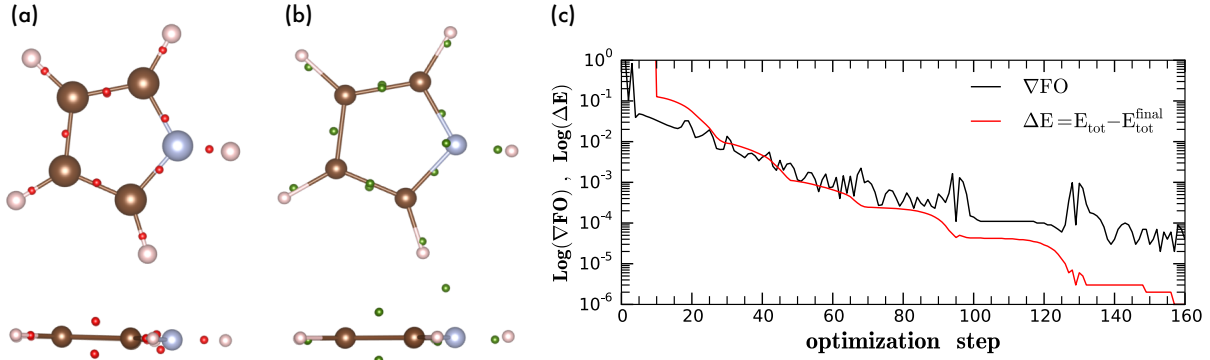 (a)
(b)
(c)
Log(∇FO) , Log(ΔE)
10^0
10^-1
10^-2
10^-3
10^-4
10^-5
10^-6
∇FO
ΔE = E_tot − E_tot^final
0 20 40 60 80 100 120 140 160
optimization step